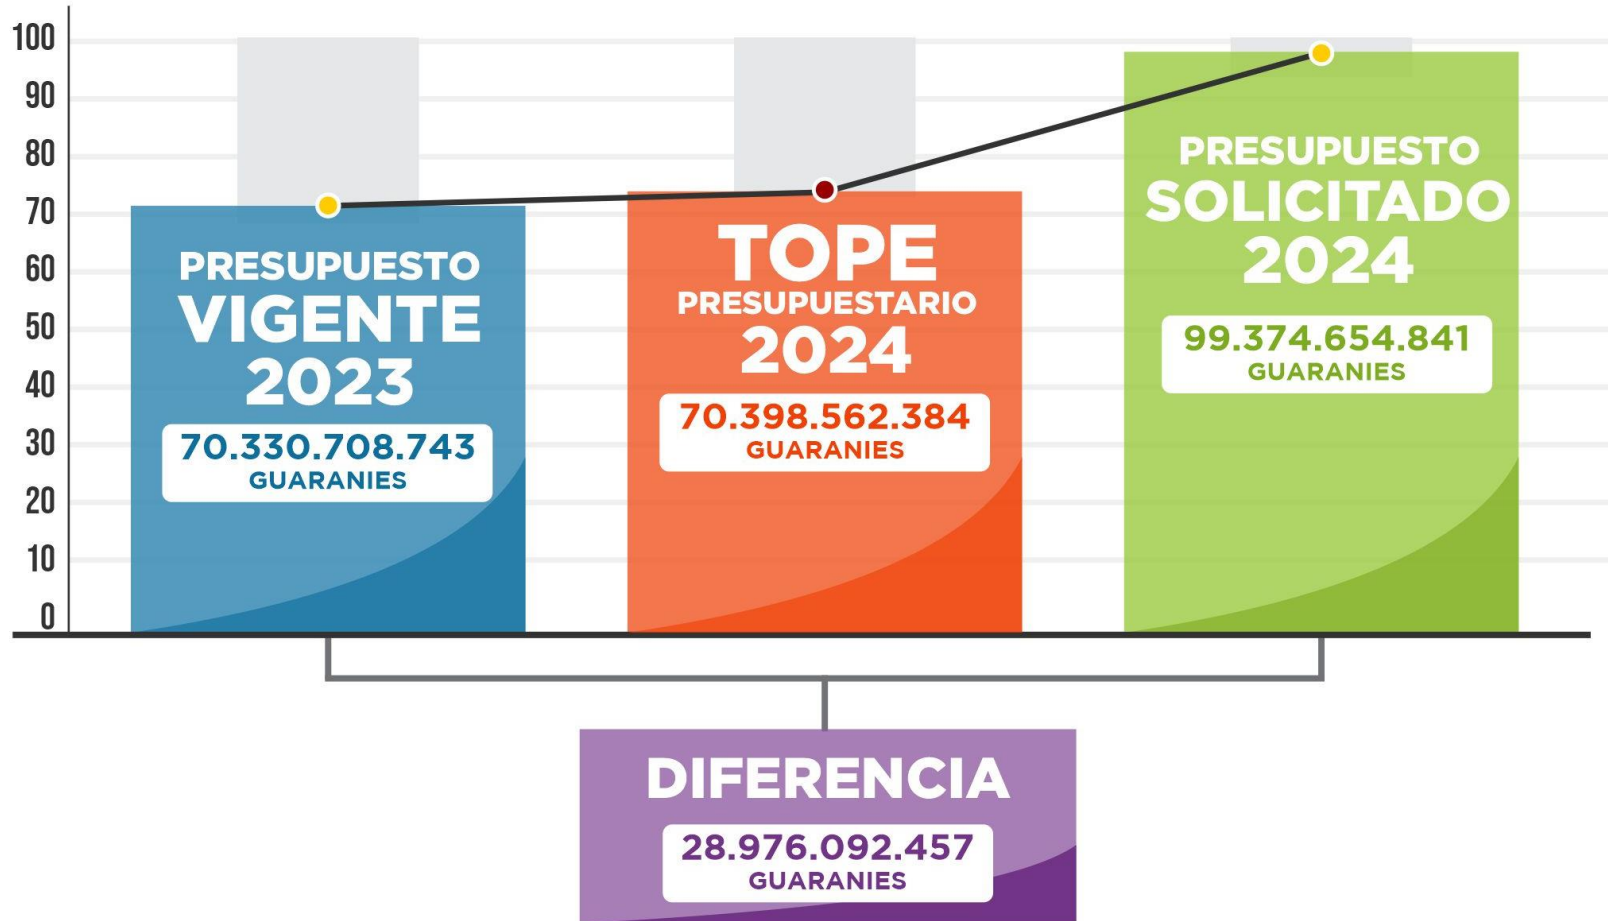 100
90
80
70
60
50
40
30
20
10
0
PRESUPUESTO
VIGENTE
2023
70.330.708.743
GUARANIES
TOPE
PRESUPUESTARIO
2024
70.398.562.384
GUARANIES
PRESUPUESTO
SOLICITADO
2024
99.374.654.841
GUARANIES
DIFERENCIA
28.976.092.457
GUARANIES